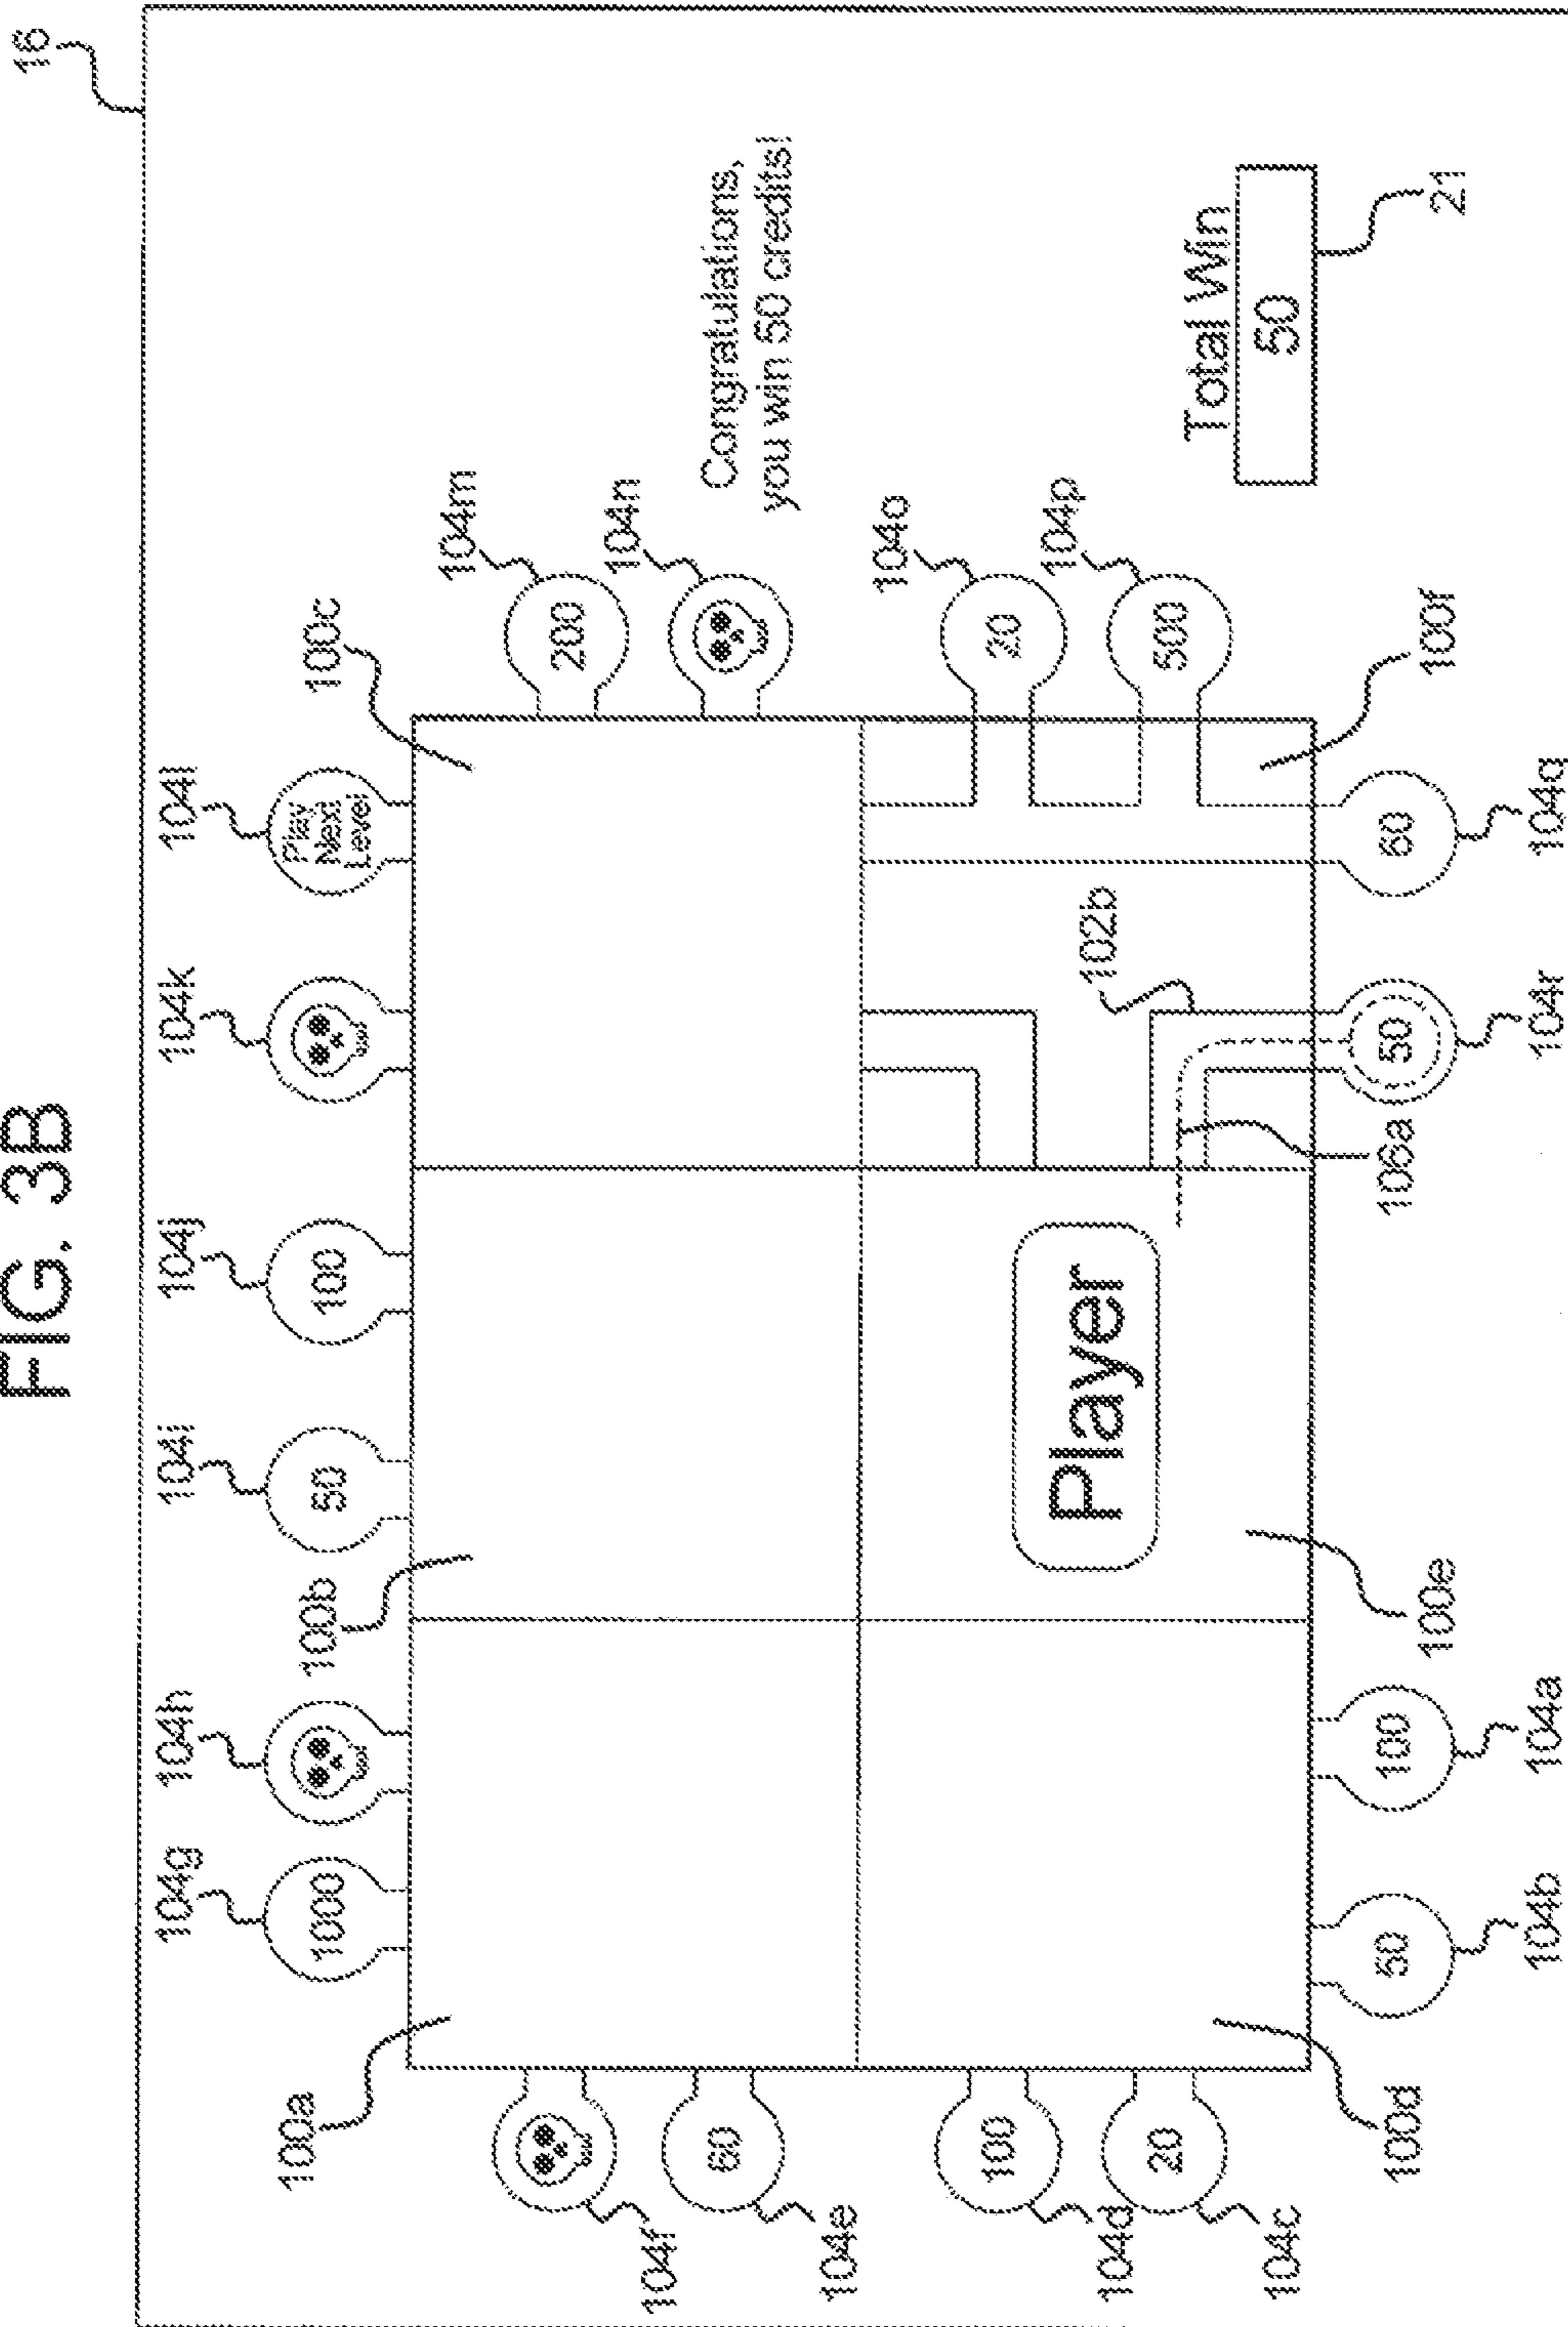 FIG. 3B
16
104g
104h
104i
104j
104k
104l
1000
50
100
Play
Next
Level
100a
100b
100c
104f
104m
200
104n
104e
60
Congratulations,
you win 50 credits!
104d
100
Player
102b
20
104o
104c
20
500
104p
Total Win
50
21
100d
100e
106a
100f
50
100
50
60
104b
104a
104r
104q